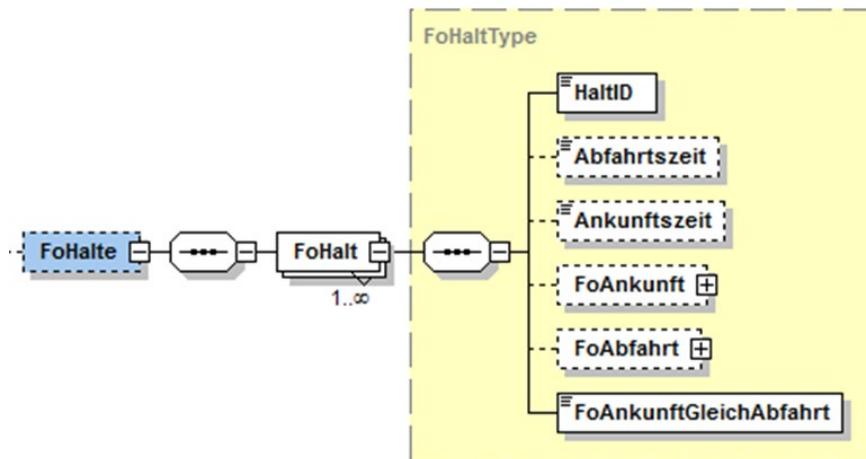 FoHaltType
HaltID
Abfahrtszeit
Ankunftszeit
FoHalte
FoHalt
1..∞
FoAnkunft
FoAbfahrt
FoAnkunftGleichAbfahrt